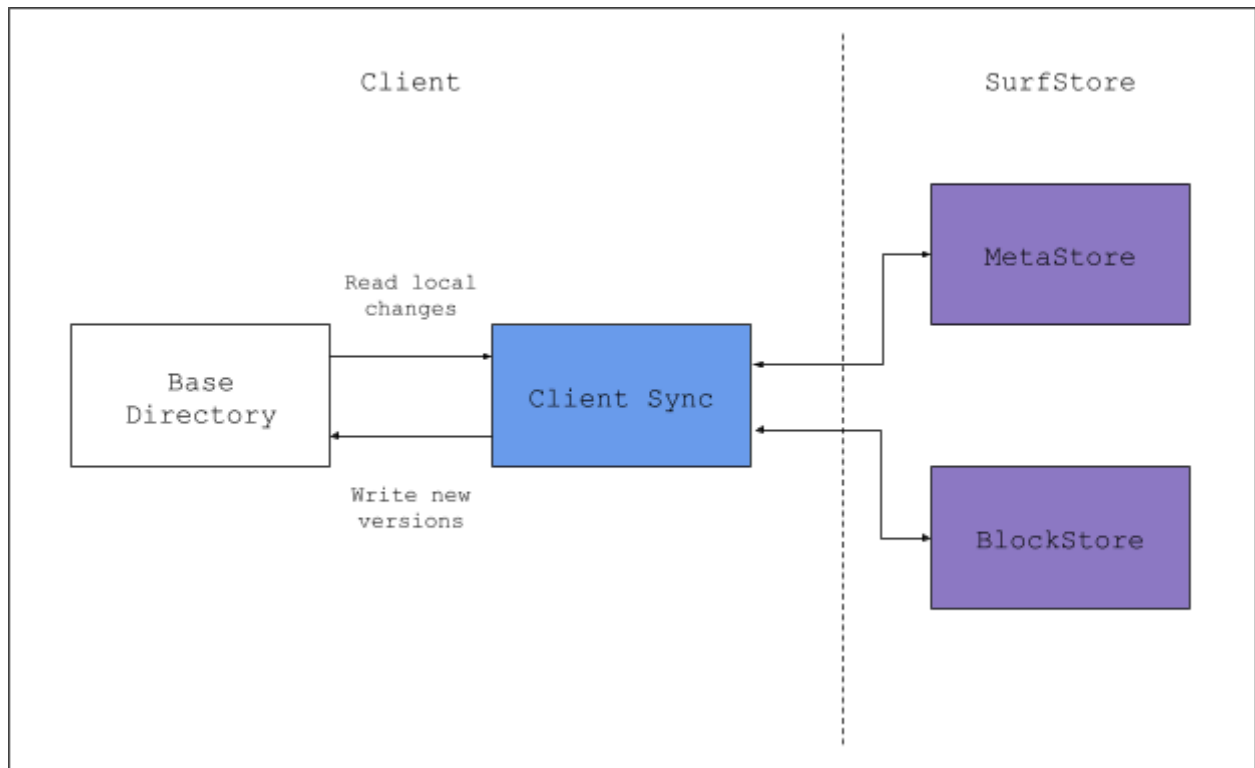 Client
SurfStore
MetaStore
Read local
changes
Base
Directory
Client Sync
Write new
versions
BlockStore